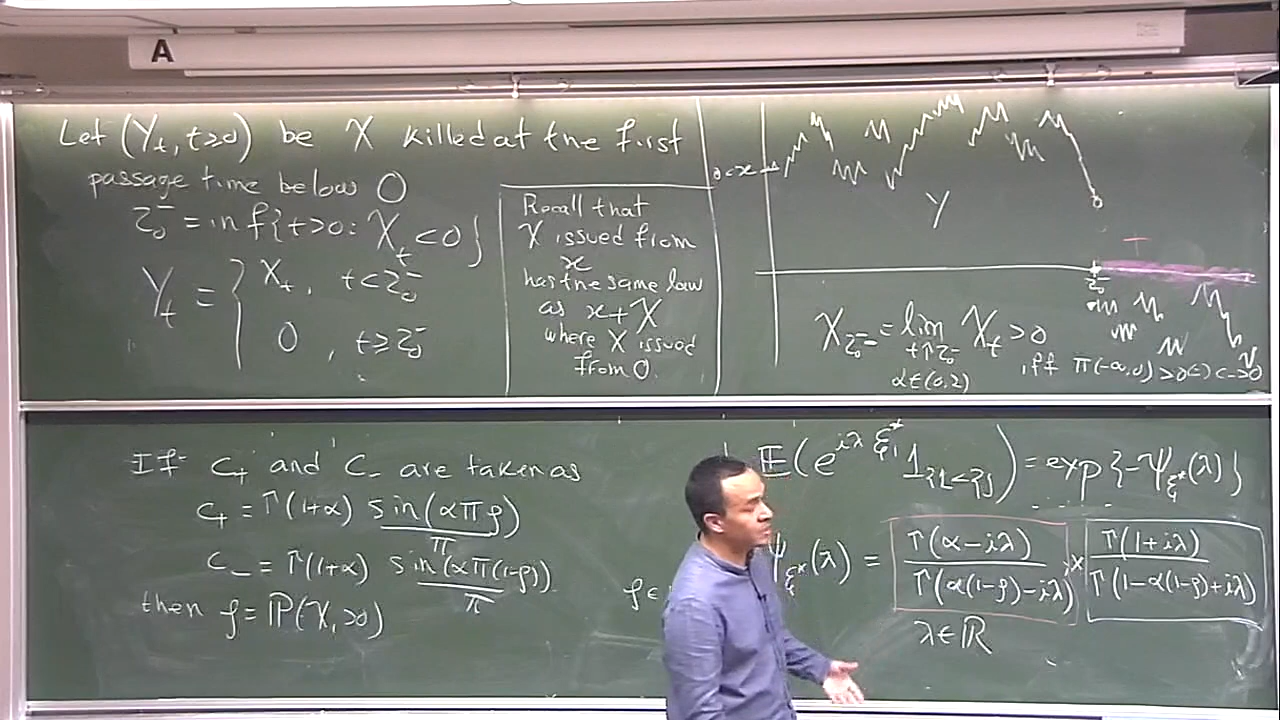 A
Let (Y_t, t≥0) be X killed at the first
passage time below 0
τ_0^- = inf{t>0: X_t<0}
Y_t = { X_t, t<τ_0^-
0, t≥τ_0^-
Recall that
X issued from
x
has the same law
as x+X
where X issued
from 0.
0<x
Y
τ_0^-
X_{τ_0^- -} = lim_{t↑τ_0^-} X_t > 0
α∈(0,2)
, iff π(-∞,0)>0 ⇔ c_->0
If c_+ and c_- are taken as
c_+ = Γ(1+α) sin(απρ)/π
c_- = Γ(1+α) sin(απ(1-ρ))/π
then ρ = ℙ(X_1>0)
𝔼(e^{iλ ξ_1^*} 1_{1<ζ}) = exp{-Ψ_{ξ^*}(λ)}
Ψ_{ξ^*}(λ) = Γ(α-iλ)/Γ(α(1-ρ)-iλ) × Γ(1+iλ)/Γ(1-α(1-ρ)+iλ)
λ∈ℝ